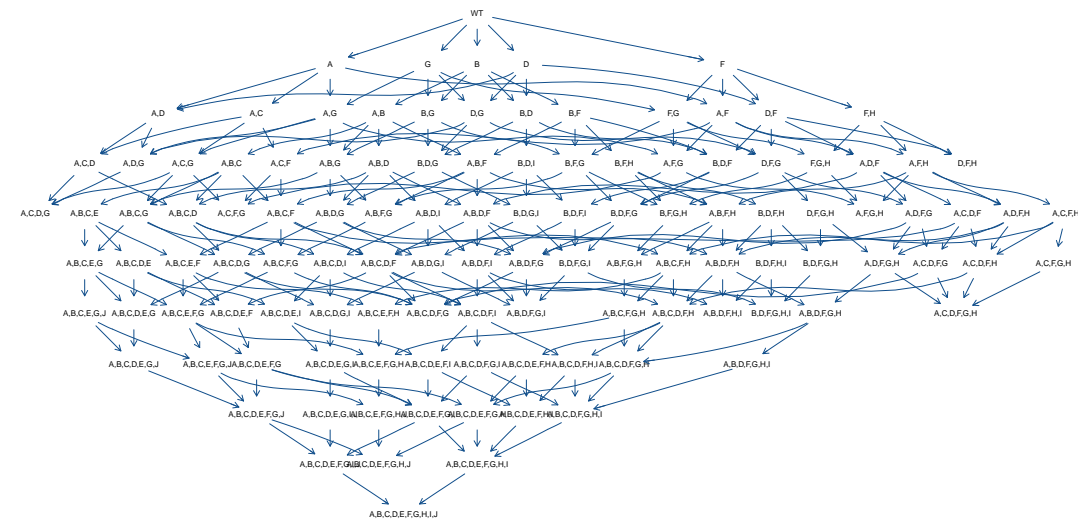 WT
A G B D F
A,D A,C A,G A,B B,G D,G B,D B,F F,G A,F D,F F,H
A,C,D A,D,G A,C,G A,B,C A,C,F A,B,G A,B,D B,D,G A,B,F B,D,I B,F,G B,F,H A,F,G B,D,F D,F,G F,G,H A,D,F A,F,H D,F,H
A,C,D,G A,B,C,E A,B,C,G A,B,C,D A,C,F,G A,B,C,F A,B,D,G A,B,F,G A,B,D,I A,B,D,F B,D,G,I B,D,F,I B,D,F,G B,F,G,H A,B,F,H B,D,F,H D,F,G,H A,F,G,H A,D,F,G A,C,D,F A,D,F,H A,C,F,H
A,B,C,E,G A,B,C,D,E A,B,C,E,F A,B,C,D,G A,B,C,F,G A,B,C,D,I A,B,C,D,F A,B,D,G,I A,B,D,F,I A,B,D,F,G B,D,F,G,I A,B,F,G,H A,B,C,F,H A,B,D,F,H B,D,F,H,I B,D,F,G,H A,D,F,G,H A,C,D,F,G A,C,D,F,H A,C,F,G,H
A,B,C,E,G,J A,B,C,D,E,G A,B,C,E,F,G A,B,C,D,E,F A,B,C,D,E,I A,B,C,D,G,I A,B,C,E,F,H A,B,C,D,F,G A,B,C,D,F,I A,B,D,F,G,I A,B,C,F,G,H A,B,C,D,F,H A,B,D,F,H,I B,D,F,G,H,I A,B,D,F,G,H A,C,D,F,G,H
A,B,C,D,E,G,J A,B,C,E,F,G,J A,B,C,D,E,F,G A,B,C,D,E,G,I A,B,C,E,F,G,H A,B,C,D,E,F,I A,B,C,D,F,G,I A,B,C,D,E,F,H A,B,C,D,F,H,I A,B,C,D,F,G,H A,B,D,F,G,H,I
A,B,C,D,E,F,G,J A,B,C,D,F,G,H,I
A,B,C,D,E,F,G,H,I
A,B,C,D,E,F,G,H,I,J